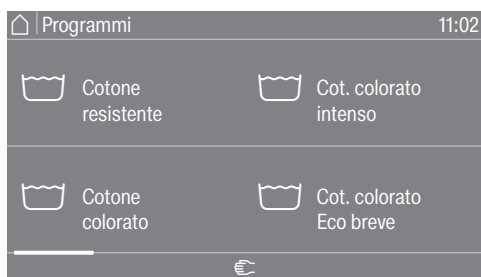 Programmi 11:02
Cotone
resistente
Cot. colorato
intenso
Cotone
colorato
Cot. colorato
Eco breve